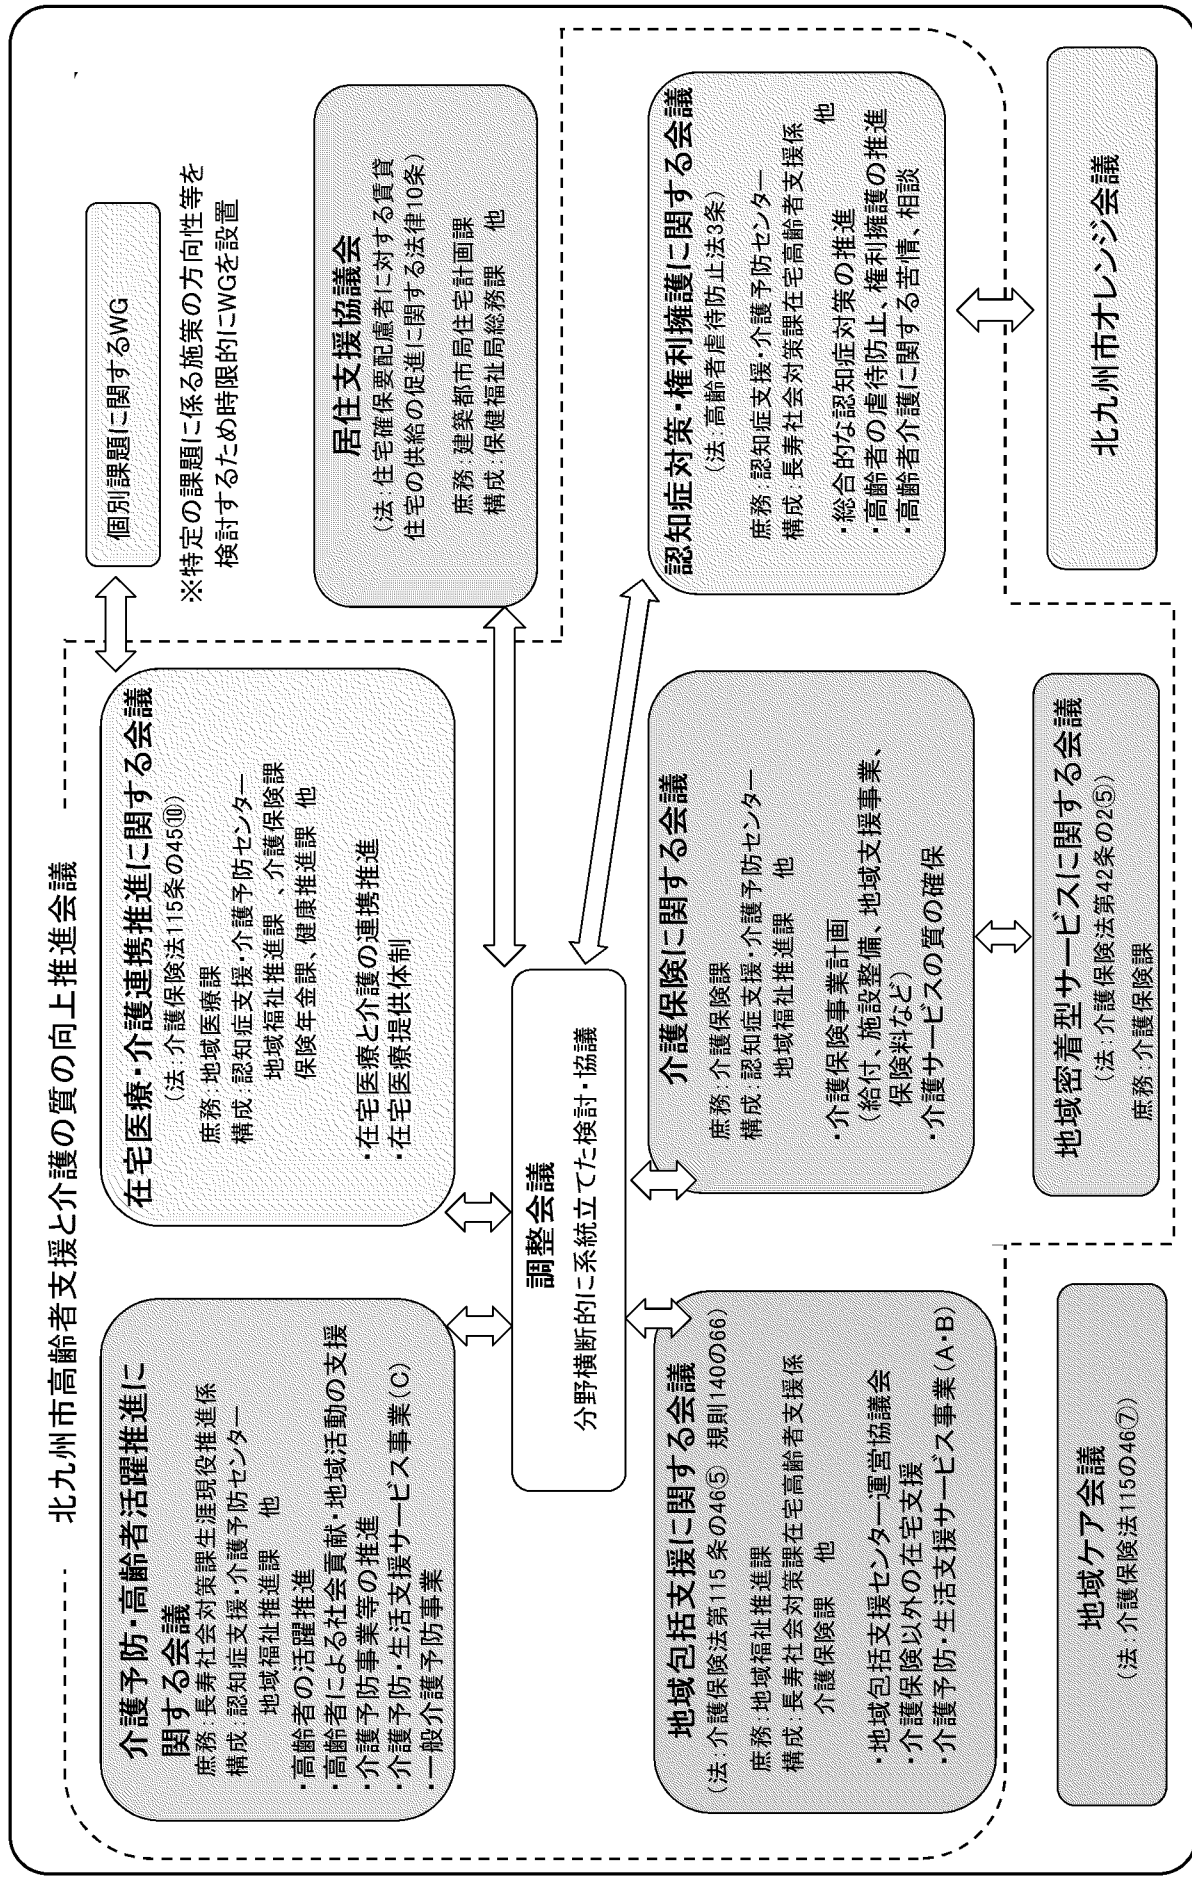 北九州市高齢者支援と介護の質の向上推進会議
介護予防・高齢者活躍推進に
関する会議
庶務:長寿社会対策課生涯現役推進係
構成:認知症支援・介護予防センター
地域福祉推進課 他
・高齢者の活躍推進
・高齢者による社会貢献・地域活動の支援
・介護予防事業等の推進
・介護予防・生活支援サービス事業(C)
・一般介護予防事業
在宅医療・介護連携推進に関する会議
(法:介護保険法115条の45⑩)
庶務:地域医療課
構成:認知症支援・介護予防センター
地域福祉推進課、介護保険課
保険年金課、健康推進課 他
・在宅医療と介護の連携推進
・在宅医療提供体制
個別課題に関するWG
※特定の課題に係る施策の方向性等を
検討するため時限的にWGを設置
居住支援協議会
(法:住宅確保要配慮者に対する賃貸
住宅の供給の促進に関する法律10条)
庶務 建築都市局住宅計画課
構成 保健福祉局総務課 他
調整会議
分野横断的に系統立てた検討・協議
地域包括支援に関する会議
(法:介護保険法第115条の46⑤ 規則140の66)
庶務:地域福祉推進課
構成:長寿社会対策課在宅高齢者支援係
介護保険課 他
・地域包括支援センター運営協議会
・介護保険以外の在宅支援
・介護予防・生活支援サービス事業(A・B)
介護保険に関する会議
庶務:介護保険課
構成:認知症支援・介護予防センター
地域福祉推進課 他
・介護保険事業計画
(給付、施設整備、地域支援事業、
保険料など)
・介護サービスの質の確保
認知症対策・権利擁護に関する会議
(法:高齢者虐待防止法3条)
庶務:認知症支援・介護予防センター
構成:長寿社会対策課在宅高齢者支援係
他
・総合的な認知症対策の推進
・高齢者の虐待防止、権利擁護の推進
・高齢者介護に関する苦情、相談
地域ケア会議
(法:介護保険法115の46⑦)
地域密着型サービスに関する会議
(法:介護保険法第42条の2⑤)
庶務:介護保険課
北九州市オレンジ会議